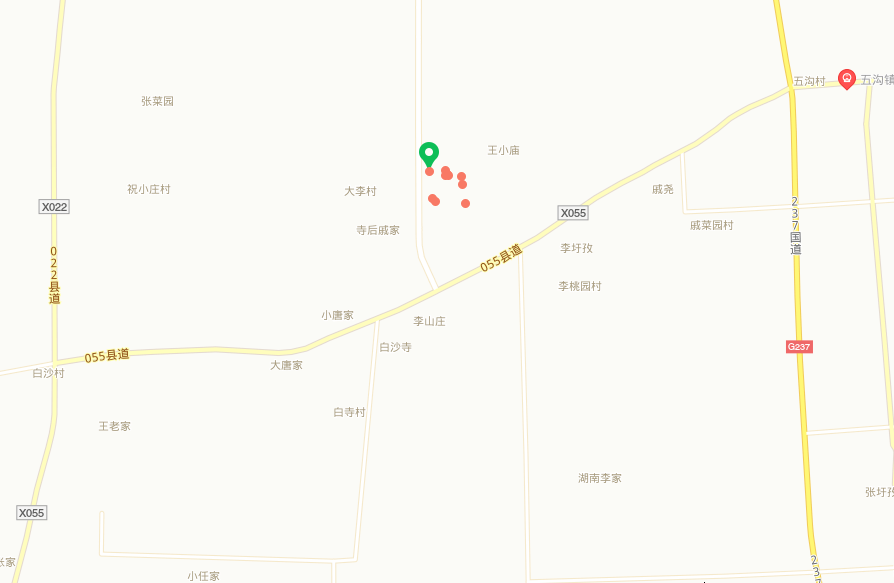 五沟村
五沟镇
张菜园
王小庙
祝小庄村
大李村
戚尧
X022
X055
237国道
戚菜园村
寺后戚家
李圩孜
055县道
022县道
李桃园村
小唐家
李山庄
白沙寺
G237
055县道
大唐家
白沙村
白寺村
王老家
湖南李家
张圩孜
X055
张家
小任家
23